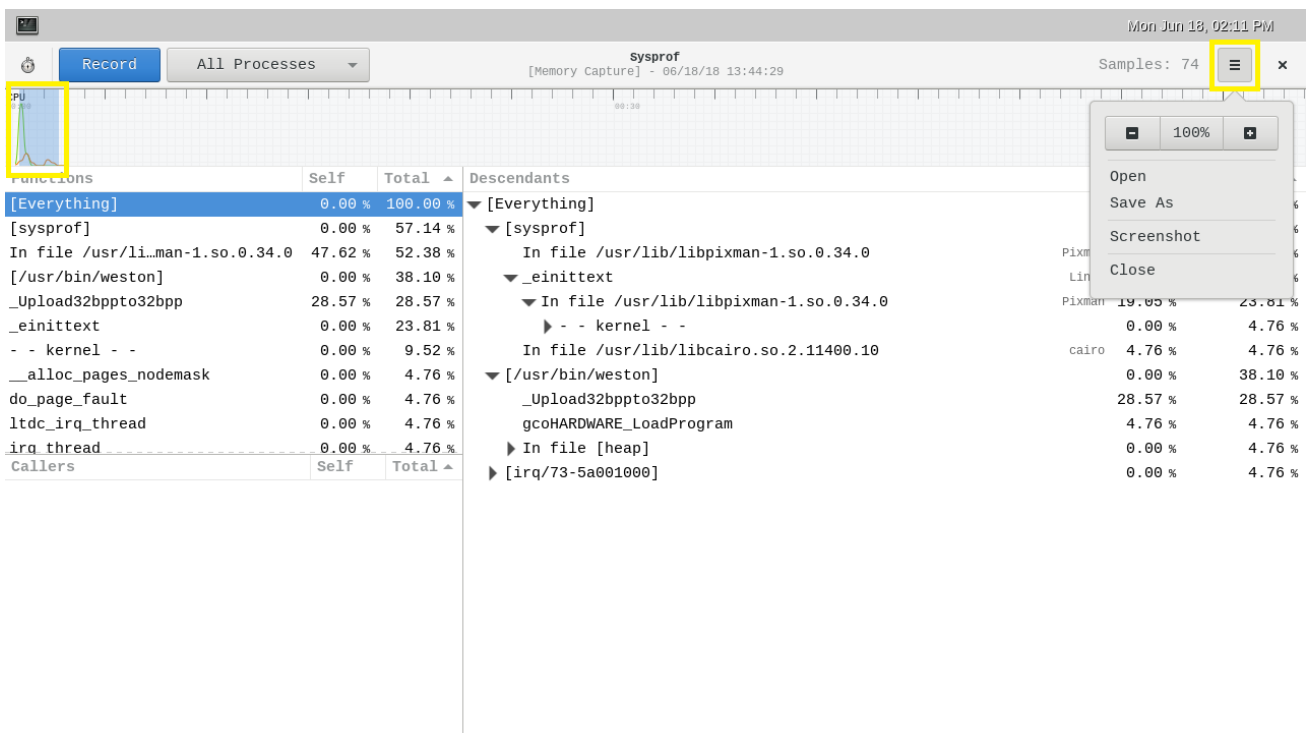 Mon Jun 18, 02:11 PM
Record
All Processes
Sysprof
[Memory Capture] - 06/18/18 13:44:29
Samples: 74
CPU
00:30
100%
Open
Save As
Screenshot
Close
Functions Self Total
[Everything] 0.00 % 100.00 %
[sysprof] 0.00 % 57.14 %
In file /usr/li…man-1.so.0.34.0 47.62 % 52.38 %
[/usr/bin/weston] 0.00 % 38.10 %
_Upload32bppto32bpp 28.57 % 28.57 %
_einittext 0.00 % 23.81 %
- - kernel - - 0.00 % 9.52 %
__alloc_pages_nodemask 0.00 % 4.76 %
do_page_fault 0.00 % 4.76 %
ltdc_irq_thread 0.00 % 4.76 %
irq_thread 0.00 % 4.76 %
Callers Self Total
Descendants
[Everything]
[sysprof]
In file /usr/lib/libpixman-1.so.0.34.0 Pixm
_einittext Lin
In file /usr/lib/libpixman-1.so.0.34.0 Pixman 19.05 % 23.81 %
- - kernel - - 0.00 % 4.76 %
In file /usr/lib/libcairo.so.2.11400.10 cairo 4.76 % 4.76 %
[/usr/bin/weston] 0.00 % 38.10 %
_Upload32bppto32bpp 28.57 % 28.57 %
gcoHARDWARE_LoadProgram 4.76 % 4.76 %
In file [heap] 0.00 % 4.76 %
[irq/73-5a001000] 0.00 % 4.76 %